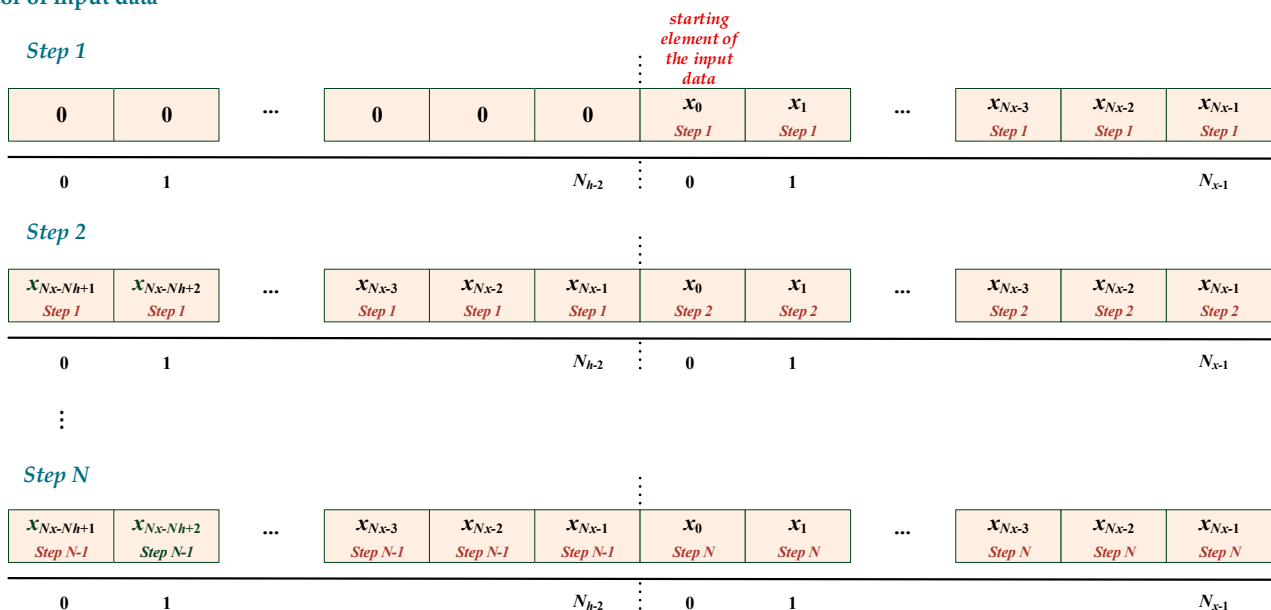 of input data
starting
element of
the input
data
Step 1
0 0 ... 0 0 0 x0 x1 ... xNx-3 xNx-2 xNx-1
Step 1 Step 1 Step 1 Step 1 Step 1
0 1 Nh-2 0 1 Nx-1
Step 2
xNx-Nh+1 xNx-Nh+2 ... xNx-3 xNx-2 xNx-1 x0 x1 ... xNx-3 xNx-2 xNx-1
Step 1 Step 1 Step 1 Step 1 Step 1 Step 2 Step 2 Step 2 Step 2 Step 2
0 1 Nh-2 0 1 Nx-1
⋮
Step N
xNx-Nh+1 xNx-Nh+2 ... xNx-3 xNx-2 xNx-1 x0 x1 ... xNx-3 xNx-2 xNx-1
Step N-1 Step N-1 Step N-1 Step N-1 Step N-1 Step N Step N Step N Step N Step N
0 1 Nh-2 0 1 Nx-1